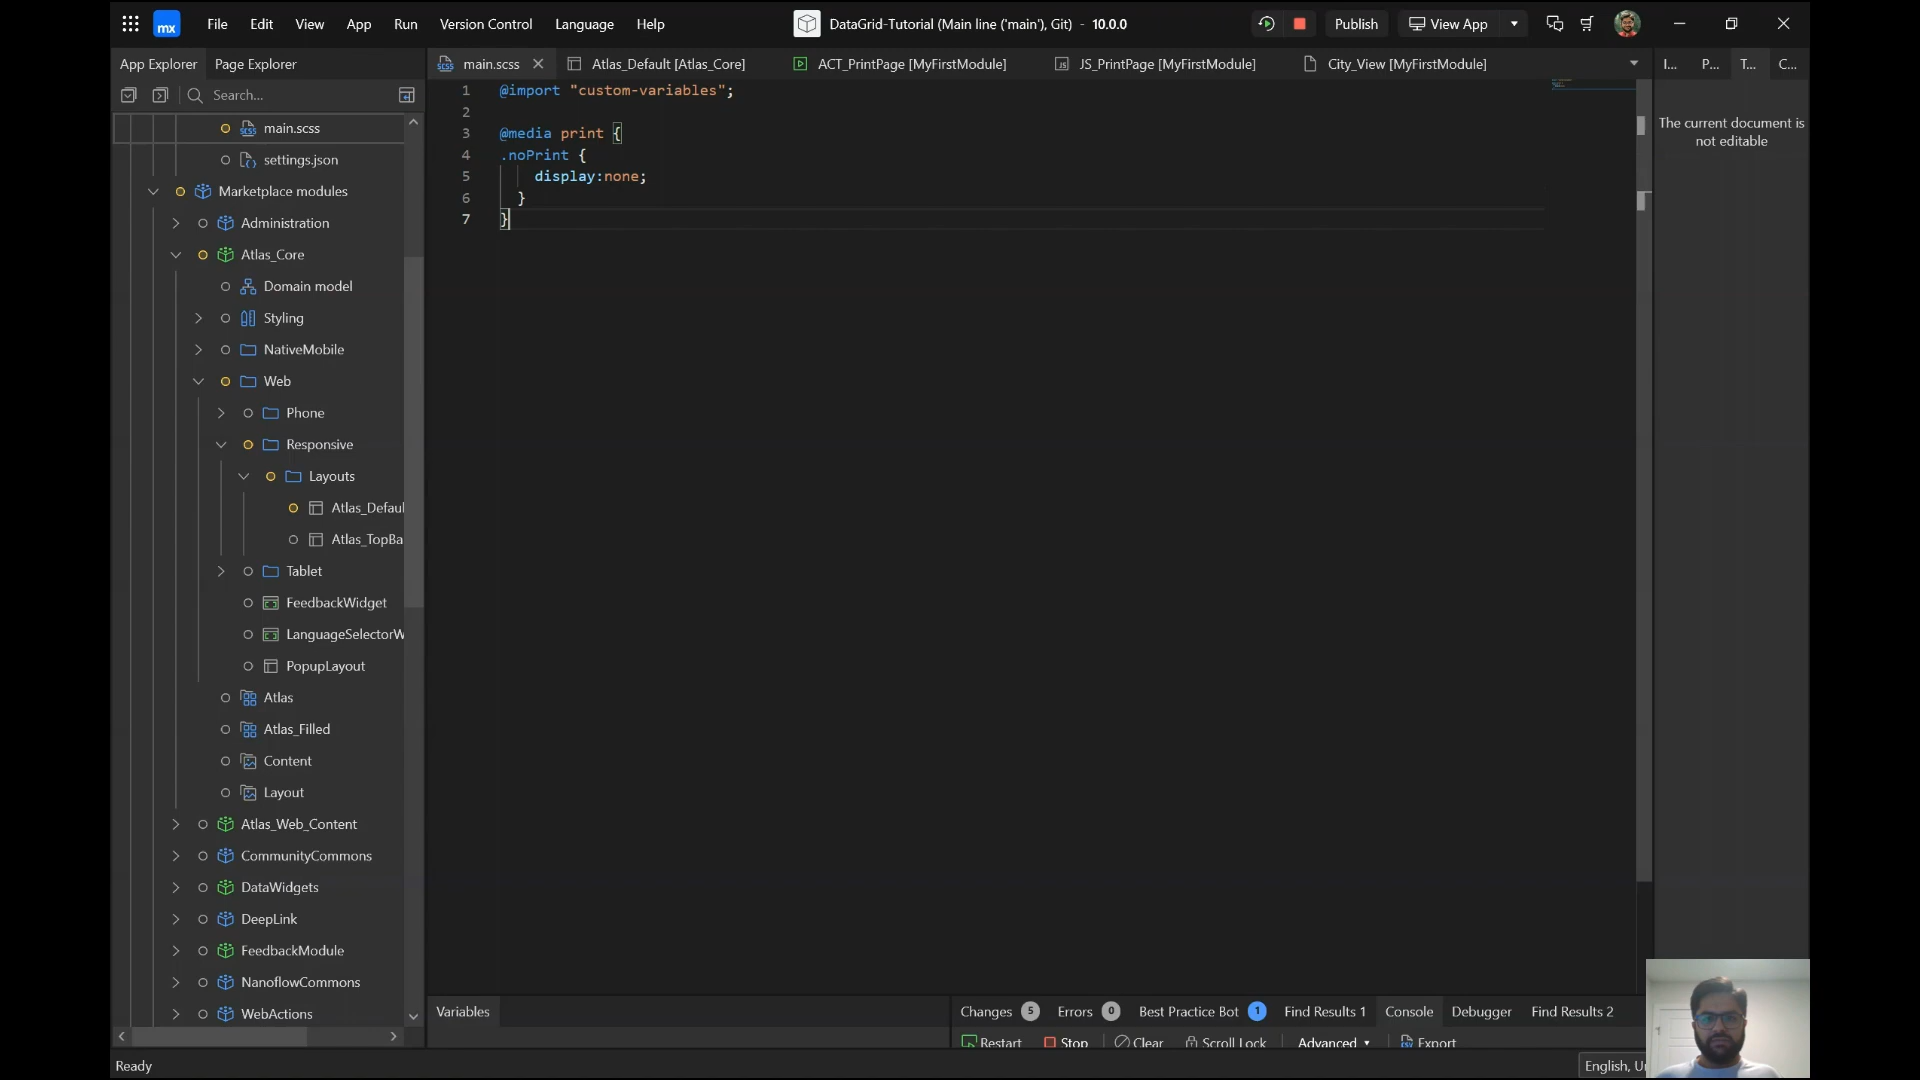 mx File Edit View App Run Version Control Language Help DataGrid-Tutorial (Main line ('main'), Git) - 10.0.0 Publish View App
App Explorer Page Explorer main.scss Atlas_Default [Atlas_Core] ACT_PrintPage [MyFirstModule] JS_PrintPage [MyFirstModule] City_View [MyFirstModule] I... P... T... C...
Search...
main.scss
settings.json
Marketplace modules
Administration
Atlas_Core
Domain model
Styling
NativeMobile
Web
Phone
Responsive
Layouts
Atlas_Defaul
Atlas_TopBa
Tablet
FeedbackWidget
LanguageSelectorW
PopupLayout
Atlas
Atlas_Filled
Content
Layout
Atlas_Web_Content
CommunityCommons
DataWidgets
DeepLink
FeedbackModule
NanoflowCommons
WebActions
1 @import "custom-variables";
2
3 @media print {
4 .noPrint {
5 display:none;
6 }
7 }
The current document is
not editable
Variables Changes 5 Errors 0 Best Practice Bot 1 Find Results 1 Console Debugger Find Results 2
Restart Stop Clear Scroll Lock Advanced Export
Ready English, U